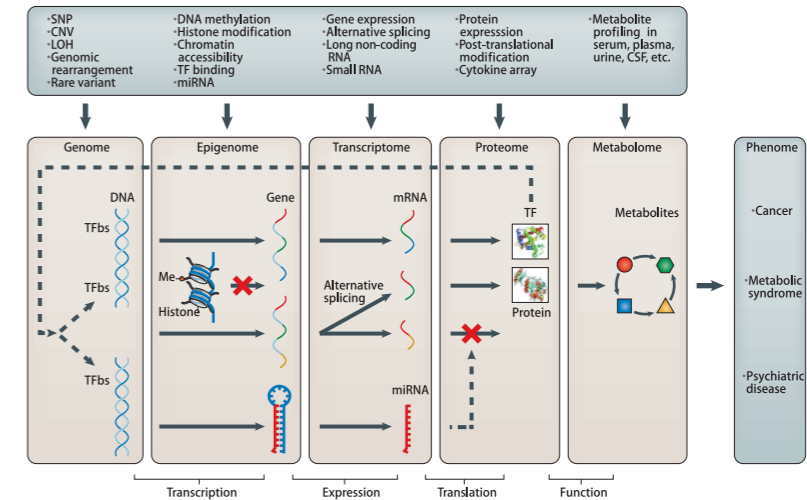 •SNP
•CNV
•LOH
•Genomic
rearrangement
•Rare variant
•DNA methylation
•Histone modification
•Chromatin
accessibility
•TF binding
•miRNA
•Gene expression
•Alternative splicing
•Long non-coding
RNA
•Small RNA
•Protein
expresssion
•Post-translational
modification
•Cytokine array
•Metabolite
profiling in
serum, plasma,
urine, CSF, etc.
Genome
Epigenome
Transcriptome
Proteome
Metabolome
Phenome
DNA
Gene
mRNA
TF
Metabolites
•Cancer
TFbs
TFbs
Me
Histone
Alternative
splicing
Protein
•Metabolic
syndrome
TFbs
miRNA
•Psychiatric
disease
Transcription
Expression
Translation
Function